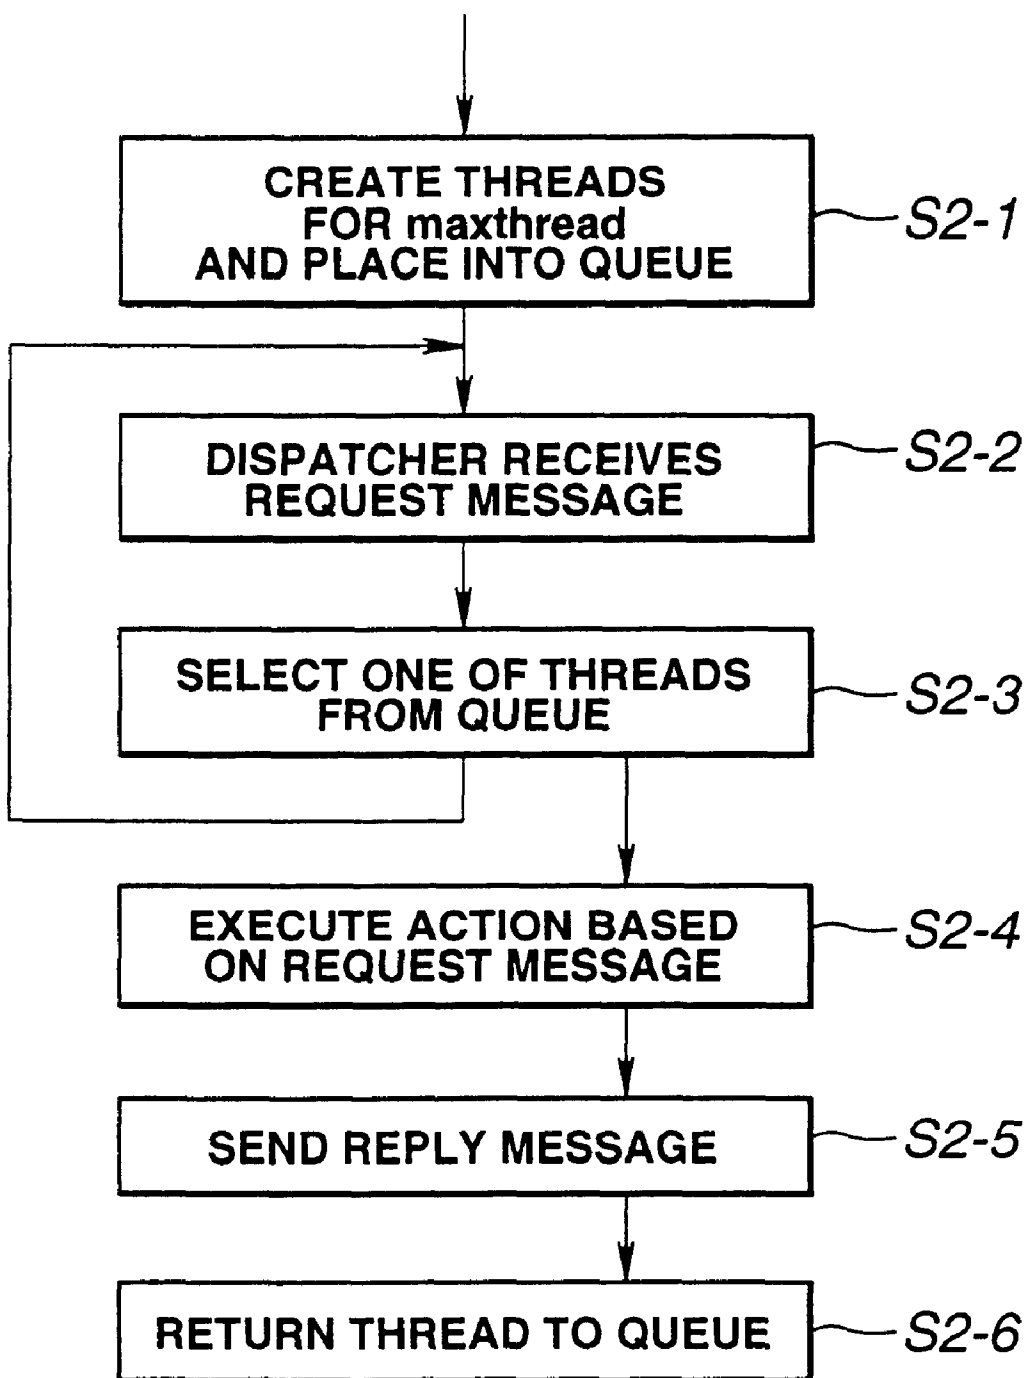 CREATE THREADS
FOR maxthread
AND PLACE INTO QUEUE
S2-1
DISPATCHER RECEIVES
REQUEST MESSAGE
S2-2
SELECT ONE OF THREADS
FROM QUEUE
S2-3
EXECUTE ACTION BASED
ON REQUEST MESSAGE
S2-4
SEND REPLY MESSAGE
S2-5
RETURN THREAD TO QUEUE
S2-6